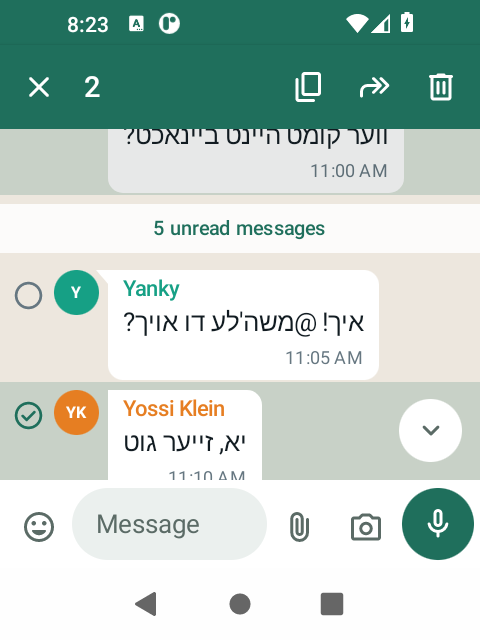 8:23
A
2
ווער קומט היינט ביינאכט?
11:00 AM
5 unread messages
Y
Yanky
איך! @משה'לע דו אויך?
11:05 AM
YK
Yossi Klein
יא, זייער גוט
11:10 AM
Message